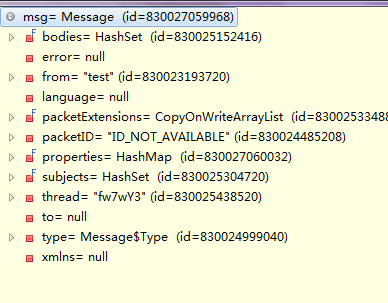 msg= Message (id=830027059968)
bodies= HashSet (id=830025152416)
error= null
from= "test" (id=830023193720)
language= null
packetExtensions= CopyOnWriteArrayList (id=83002533488
packetID= "ID_NOT_AVAILABLE" (id=830024485208)
properties= HashMap (id=830027060032)
subjects= HashSet (id=830025304720)
thread= "fw7wY3" (id=830025438520)
to= null
type= Message$Type (id=830024999040)
xmlns= null